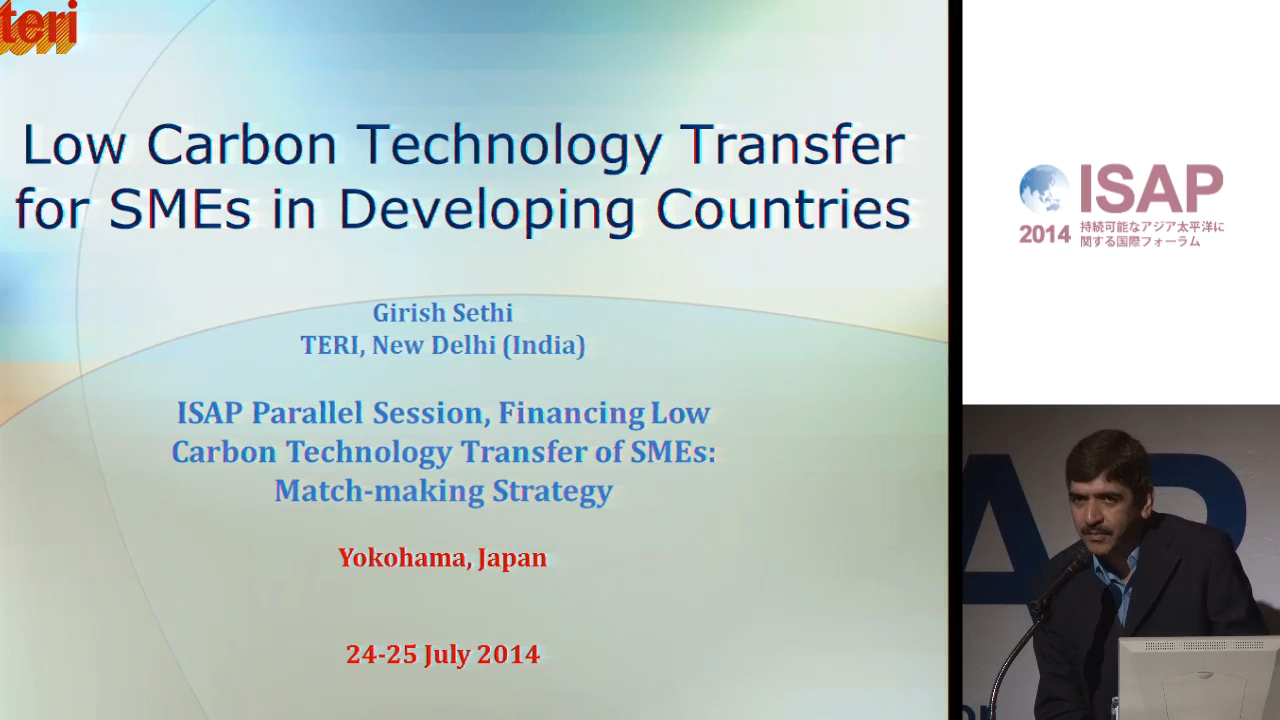 teri
Low Carbon Technology Transfer
for SMEs in Developing Countries
Girish Sethi
TERI, New Delhi (India)
ISAP Parallel Session, Financing Low
Carbon Technology Transfer of SMEs:
Match-making Strategy
Yokohama, Japan
24-25 July 2014
ISAP
2014
持続可能なアジア太平洋に
関する国際フォーラム